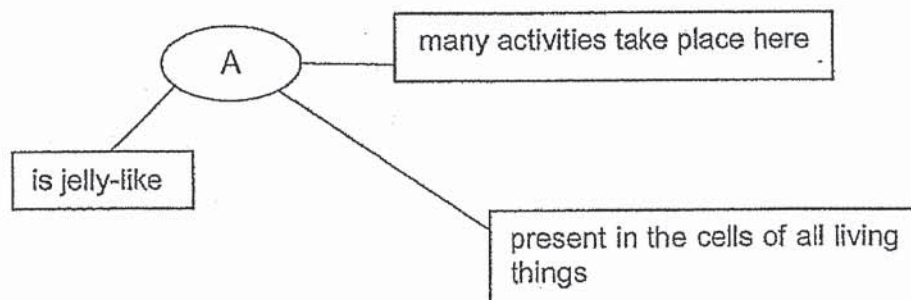 A
many activities take place here
is jelly-like
present in the cells of all living
things